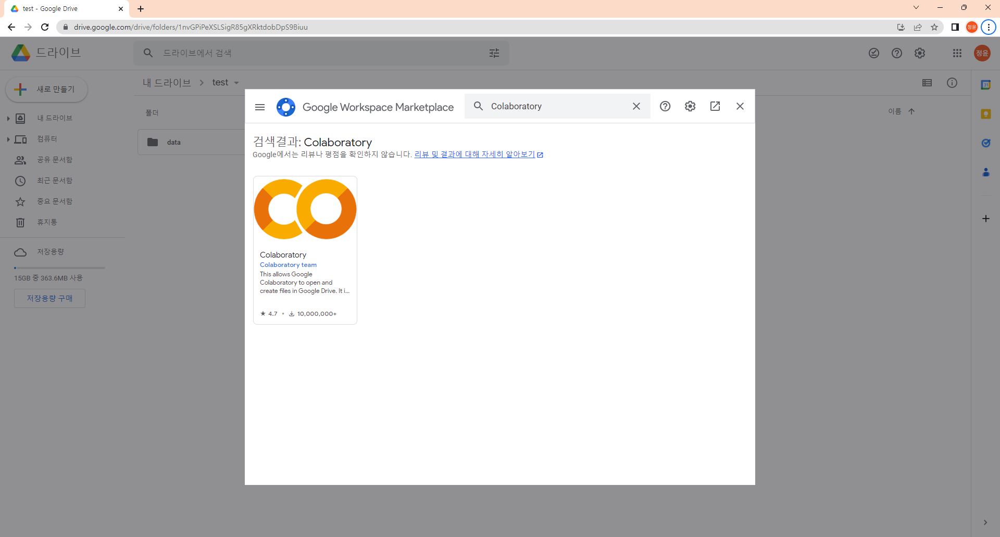 test - Google Drive
drive.google.com/drive/folders/1nvGPiPeXSLSigR85gXRktdobDpS9Biuu
정윤
드라이브
드라이브에서 검색
정윤
새로 만들기
내 드라이브
컴퓨터
공유 문서함
최근 문서함
중요 문서함
휴지통
저장용량
15GB 중 363.6MB 사용
저장용량 구매
내 드라이브 > test
폴더
이름
data
31
Google Workspace Marketplace
Colaboratory
검색결과: Colaboratory
Google에서는 리뷰나 평점을 확인하지 않습니다. 리뷰 및 결과에 대해 자세히 알아보기
Colaboratory
Colaboratory team
This allows Google
Colaboratory to open and
create files in Google Drive. It i...
4.7 • 10,000,000+